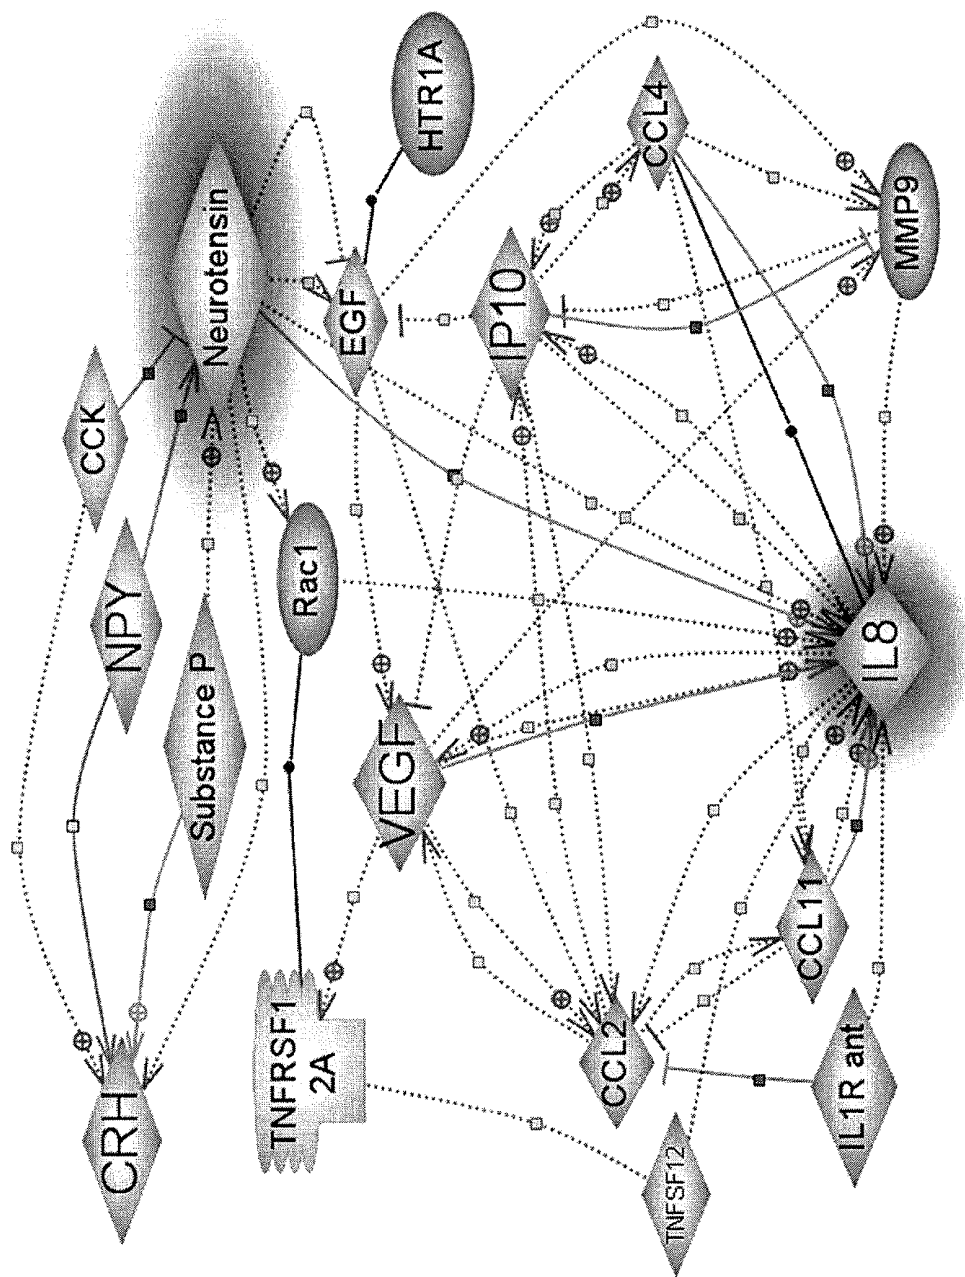 HTR1A
Neurotensin
CCK
EGF
CCL4
IP10
MMP9
NPY
Rac1
Substance P
VEGF
IL8
CRH
TNFRSF1
2A
CCL2
CCL11
IL1R ant
TNFSF12